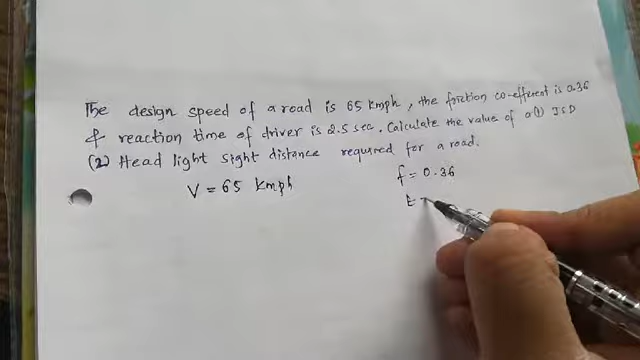 The design speed of a road is 65 kmph, the friction co-efficent is 0.36
& reaction time of driver is 2.5 sec. Calculate the value of a (1) ISD
(2) Head light sight distance required for a road.
V = 65 kmph
f = 0.36
t =